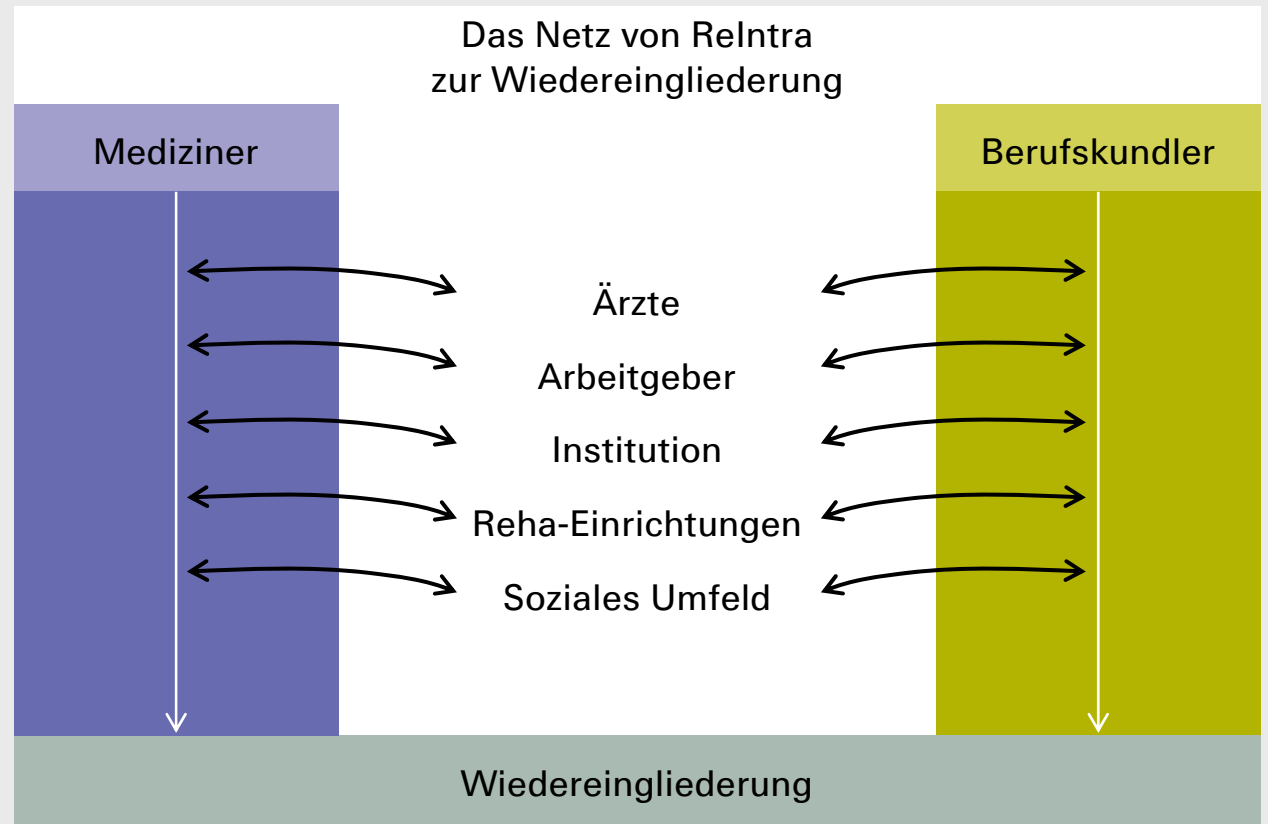 Das Netz von ReIntra
zur Wiedereingliederung
Mediziner
Berufskundler
Ärzte
Arbeitgeber
Institution
Reha-Einrichtungen
Soziales Umfeld
Wiedereingliederung